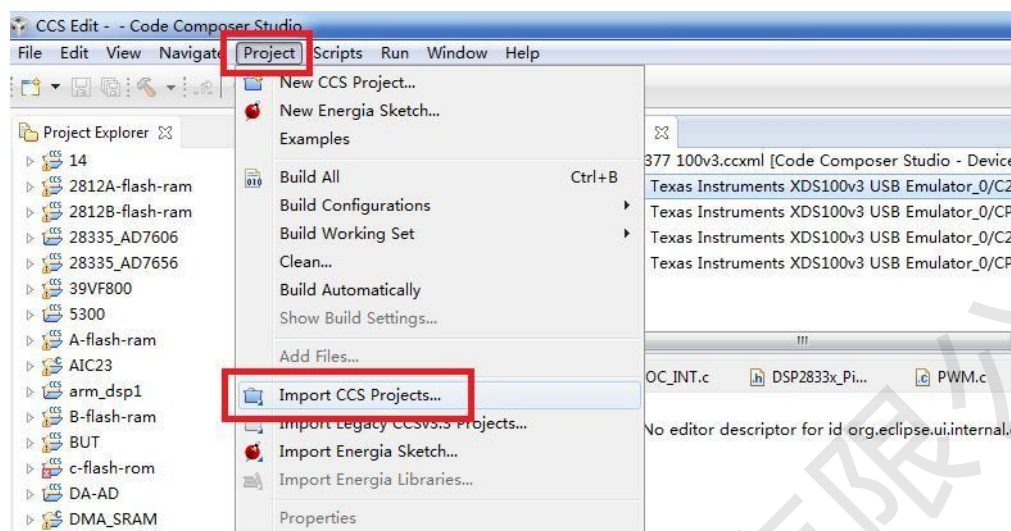 CCS Edit - - Code Composer Studio
File Edit View Navigate Project Scripts Run Window Help
Project Explorer
14
2812A-flash-ram
2812B-flash-ram
28335_AD7606
28335_AD7656
39VF800
5300
A-flash-ram
AIC23
arm_dsp1
B-flash-ram
BUT
c-flash-rom
DA-AD
DMA_SRAM
New CCS Project...
New Energia Sketch...
Examples
Build All Ctrl+B
Build Configurations
Build Working Set
Clean...
Build Automatically
Show Build Settings...
Add Files...
Import CCS Projects...
Import Legacy CCSv3.3 Projects...
Import Energia Sketch...
Import Energia Libraries...
Properties
377 100v3.ccxml [Code Composer Studio - Device
Texas Instruments XDS100v3 USB Emulator_0/C2
Texas Instruments XDS100v3 USB Emulator_0/CP
Texas Instruments XDS100v3 USB Emulator_0/C2
Texas Instruments XDS100v3 USB Emulator_0/CP
OC_INT.c DSP2833x_Pi... PWM.c
No editor descriptor for id org.eclipse.ui.internal.
有限公